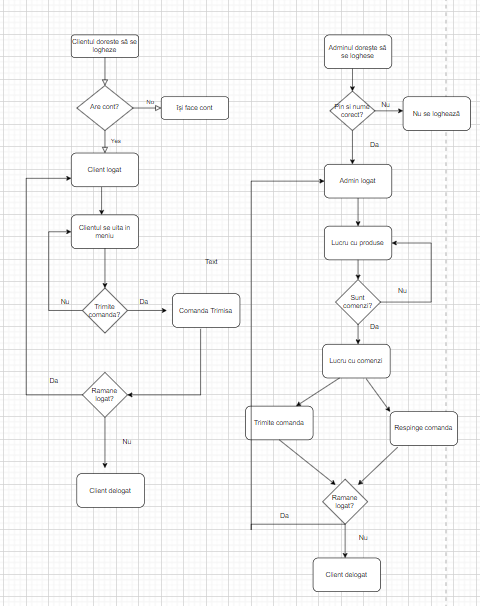 Clientul doreste să se
logheze
Are cont?
No
își face cont
Yes
Client logat
Clientul se uita in
meniu
Text
Trimite
comanda?
Nu
Da
Comanda Trimisa
Da
Ramane
logat?
Nu
Client delogat
Adminul dorește să
se loghese
Pin si nume
corect?
Nu
Nu se loghează
Da
Admin logat
Lucru cu produse
Nu
Sunt
comenzi?
Da
Lucru cu comenzi
Trimite comanda
Respinge comanda
Ramane
logat?
Da
Nu
Client delogat